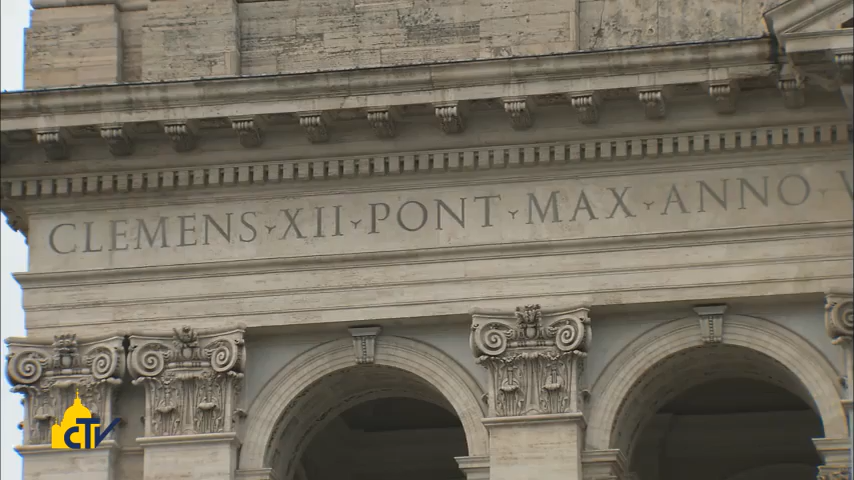 CLEMENS · XII · PONT · MAX · ANNO · V
CTV